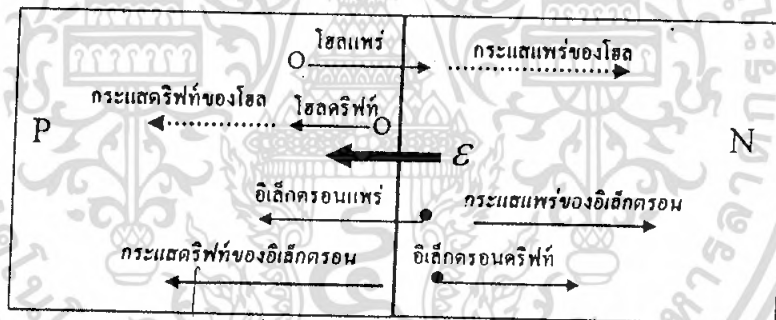 โฮลแพร่
กระแสแพร่ของโฮล
กระแสดริฟท์ของโฮล
โฮลดริฟท์
P
N
ε
อิเล็กตรอนแพร่
กระแสแพร่ของอิเล็กตรอน
กระแสดริฟท์ของอิเล็กตรอน
อิเล็กตรอนดริฟท์